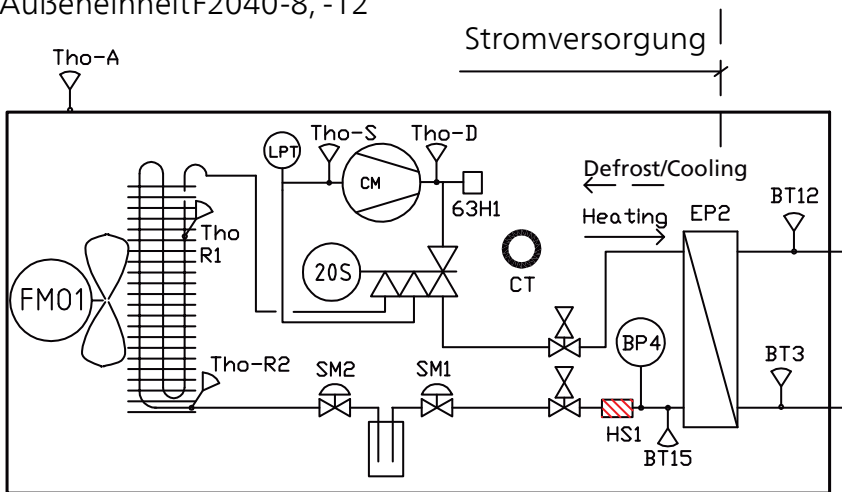 AußeneinheitF2040-8, -12
Stromversorgung
Tho-A
LPT
Tho-S
Tho-D
CM
63H1
Defrost/Cooling
Heating
EP2
BT12
Tho
R1
20S
CT
FM01
BP4
BT3
Tho-R2
SM2
SM1
HS1
BT15